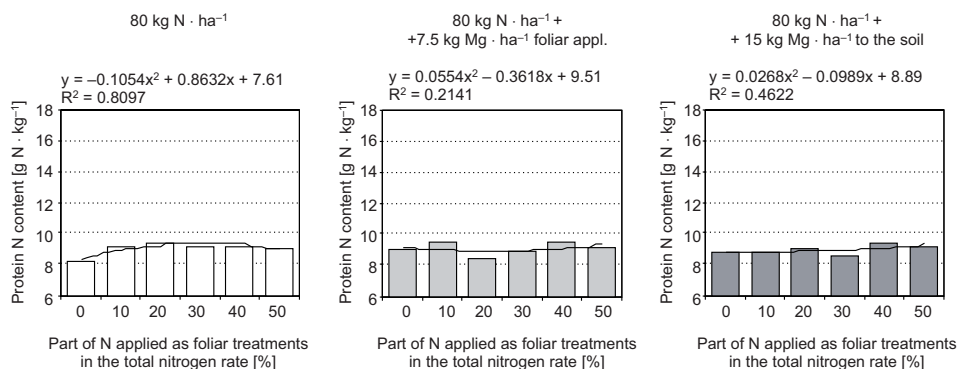 80 kg N · ha⁻¹
y = –0.1054x² + 0.8632x + 7.61
R² = 0.8097
Protein N content [g N · kg⁻¹]
18
16
14
12
10
8
6
0 10 20 30 40 50
Part of N applied as foliar treatments
in the total nitrogen rate [%]
80 kg N · ha⁻¹ +
+7.5 kg Mg · ha⁻¹ foliar appl.
y = 0.0554x² – 0.3618x + 9.51
R² = 0.2141
Protein N content [g N · kg⁻¹]
18
16
14
12
10
8
6
0 10 20 30 40 50
Part of N applied as foliar treatments
in the total nitrogen rate [%]
80 kg N · ha⁻¹ +
+ 15 kg Mg · ha⁻¹ to the soil
y = 0.0268x² – 0.0989x + 8.89
R² = 0.4622
Protein N content [g N · kg⁻¹]
18
16
14
12
10
8
6
0 10 20 30 40 50
Part of N applied as foliar treatments
in the total nitrogen rate [%]